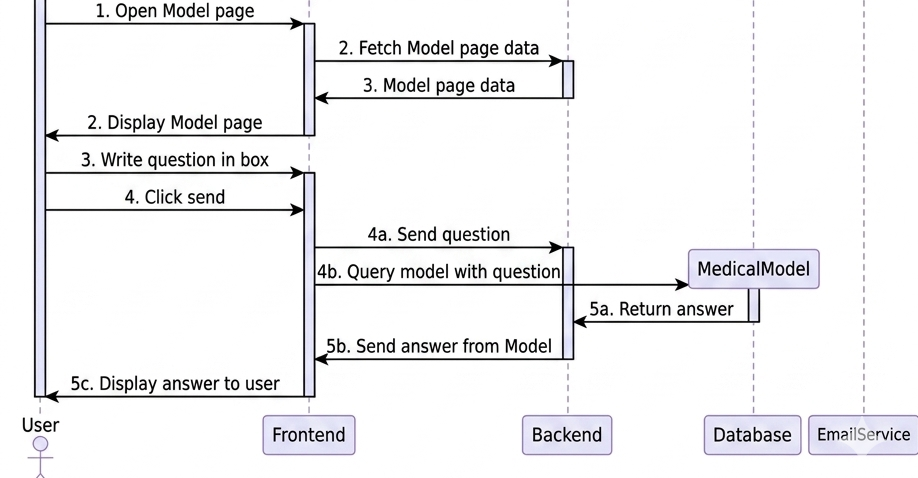 1. Open Model page
2. Fetch Model page data
3. Model page data
2. Display Model page
3. Write question in box
4. Click send
4a. Send question
4b. Query model with question
MedicalModel
5a. Return answer
5b. Send answer from Model
5c. Display answer to user
User
Frontend
Backend
Database
EmailService